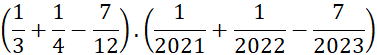 (1/3 + 1/4 − 7/12) . (1/2021 + 1/2022 − 7/2023)